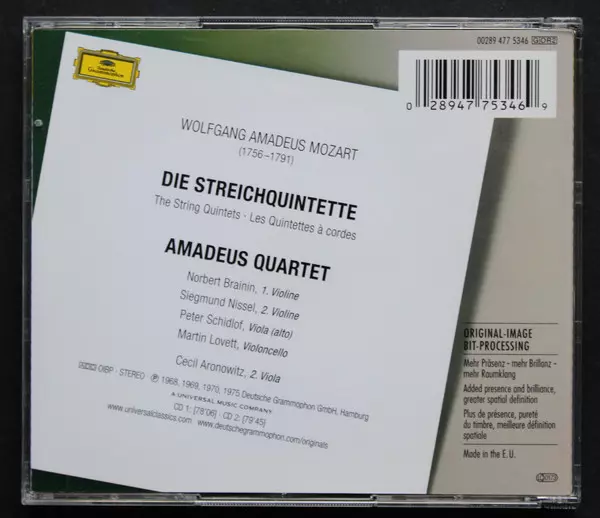 Deutsche
Grammophon
00289 477 5346
0 28947 75346 9
WOLFGANG AMADEUS MOZART
(1756–1791)
DIE STREICHQUINTETTE
The String Quintets · Les Quintettes à cordes
AMADEUS QUARTET
Norbert Brainin, 1. Violine
Siegmund Nissel, 2. Violine
Peter Schidlof, Viola (alto)
Martin Lovett, Violoncello
Cecil Aronowitz, 2. Viola
OIBP · STEREO ℗ 1968, 1969, 1970, 1975 Deutsche Grammophon GmbH, Hamburg
A UNIVERSAL MUSIC COMPANY
CD 1: [78'06] · CD 2: [79'45]
www.universalclassics.com www.deutschegrammophon.com/originals
ORIGINAL-IMAGE
BIT-PROCESSING
Mehr Präsenz – mehr Brillanz –
mehr Raumklang
Added presence and brilliance,
greater spatial definition
Plus de présence, pureté
du timbre, meilleure définition
spatiale
Made in the E. U.